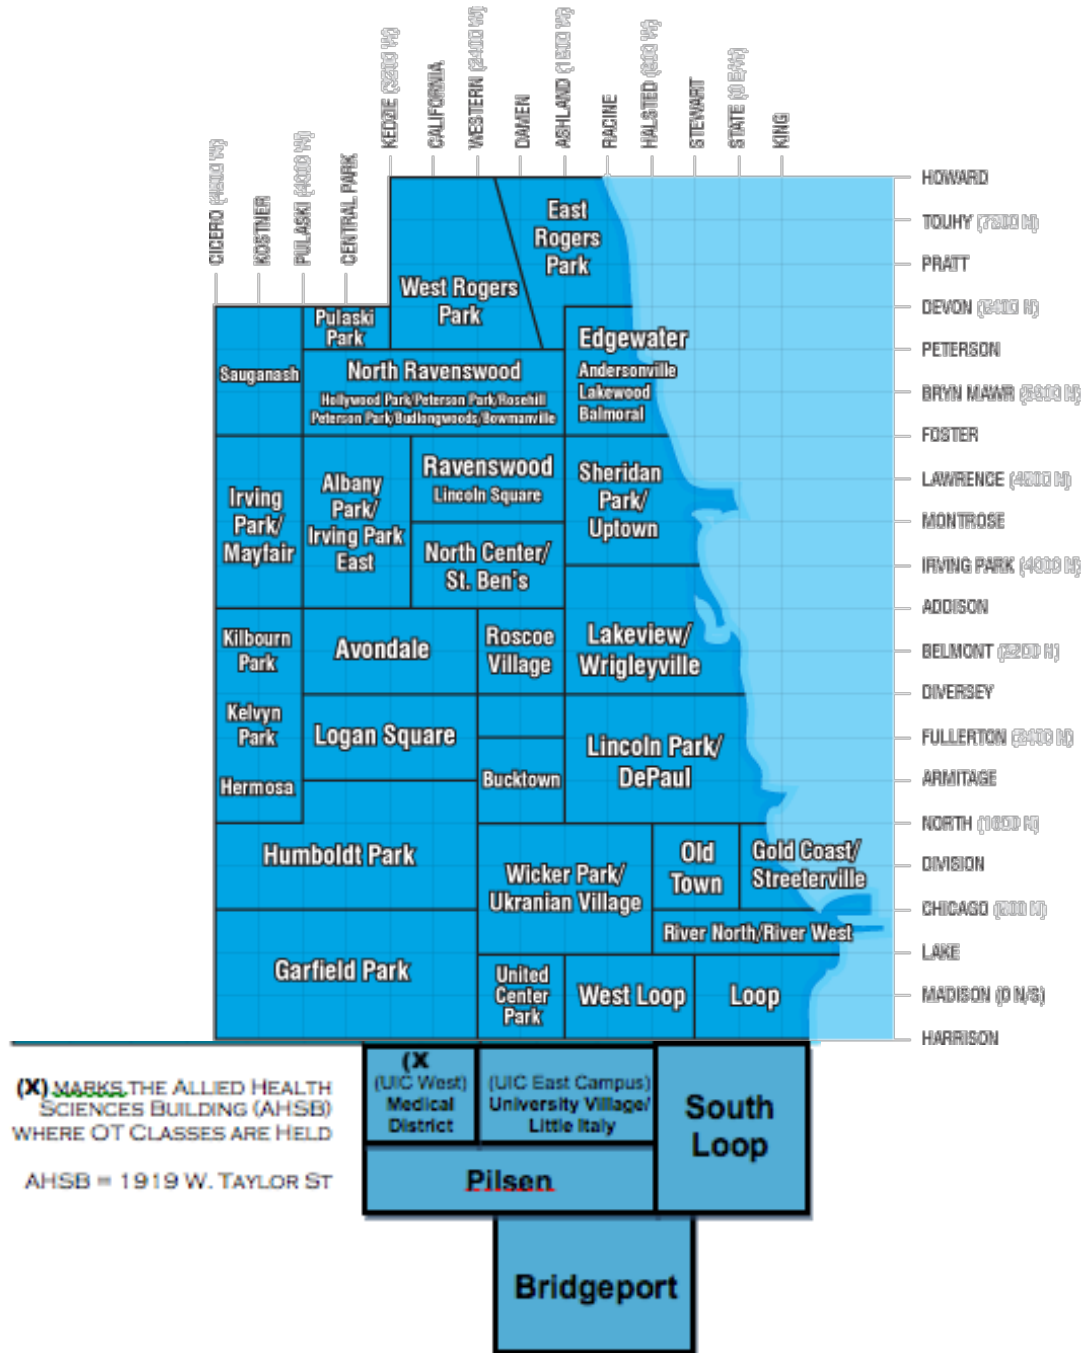 CICERO (4800 W)
KOSTNER
PULASKI (4000 W)
CENTRAL PARK
KEDZIE (3200 W)
CALIFORNIA
WESTERN (2400 W)
DAMEN
ASHLAND (1600 W)
RACINE
HALSTED (800 W)
STEWART
STATE (0 E/W)
KING
HOWARD
TOUHY (7200 N)
PRATT
DEVON (6400 N)
PETERSON
BRYN MAWR (5600 N)
FOSTER
LAWRENCE (4800 N)
MONTROSE
IRVING PARK (4000 N)
ADDISON
BELMONT (3200 N)
DIVERSEY
FULLERTON (2400 N)
ARMITAGE
NORTH (1600 N)
DIVISION
CHICAGO (800 N)
LAKE
MADISON (0 N/S)
HARRISON
East
Rogers
Park
West Rogers
Park
Pulaski
Park
Sauganash
North Ravenswood
Hollywood Park/Peterson Park/Rosehill
Peterson Park/Budlongwoods/Bowmanville
Edgewater
Andersonville
Lakewood
Balmoral
Irving
Park/
Mayfair
Albany
Park/
Irving Park
East
Ravenswood
Lincoln Square
North Center/
St. Ben's
Sheridan
Park/
Uptown
Kilbourn
Park
Avondale
Roscoe
Village
Lakeview/
Wrigleyville
Kelvyn
Park
Hermosa
Logan Square
Bucktown
Lincoln Park/
DePaul
Humboldt Park
Wicker Park/
Ukranian Village
Old
Town
Gold Coast/
Streeterville
River North/River West
Garfield Park
United
Center
Park
West Loop
Loop
(X) MARKS THE ALLIED HEALTH
SCIENCES BUILDING (AHSB)
WHERE OT CLASSES ARE HELD
AHSB = 1919 W. TAYLOR ST
(X
(UIC West)
Medical
District
(UIC East Campus)
University Village/
Little Italy
South
Loop
Pilsen
Bridgeport